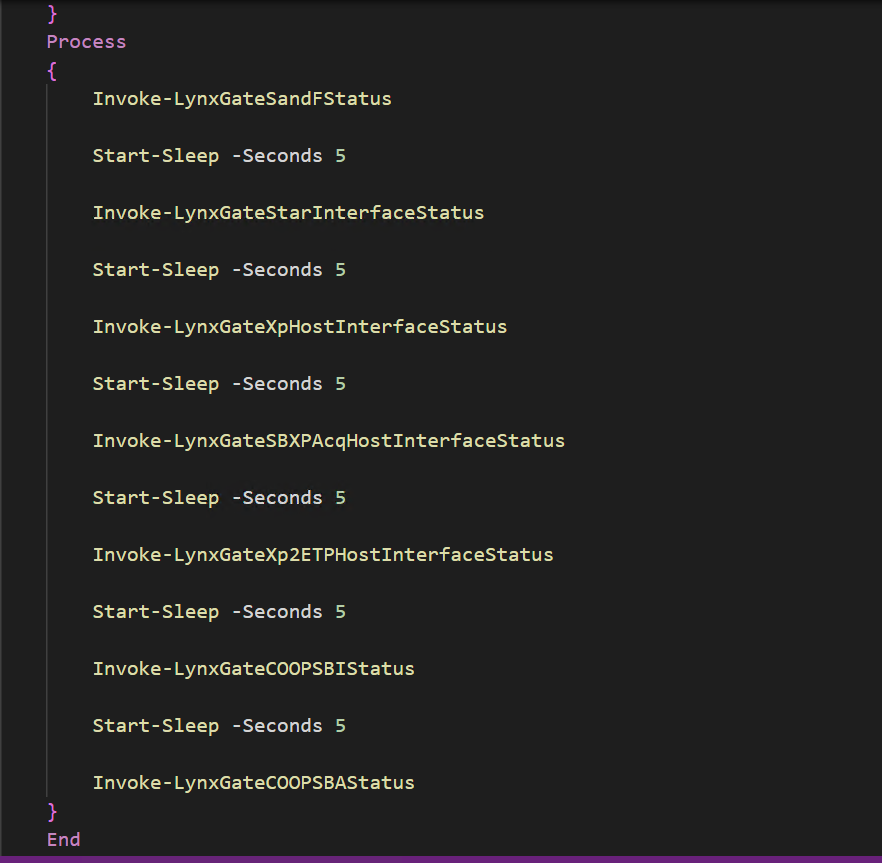 }
Process
{
Invoke-LynxGateSandFStatus
Start-Sleep -Seconds 5
Invoke-LynxGateStarInterfaceStatus
Start-Sleep -Seconds 5
Invoke-LynxGateXpHostInterfaceStatus
Start-Sleep -Seconds 5
Invoke-LynxGateSBXPAcqHostInterfaceStatus
Start-Sleep -Seconds 5
Invoke-LynxGateXp2ETPHostInterfaceStatus
Start-Sleep -Seconds 5
Invoke-LynxGateCOOPSBIStatus
Start-Sleep -Seconds 5
Invoke-LynxGateCOOPSBAStatus
}
End